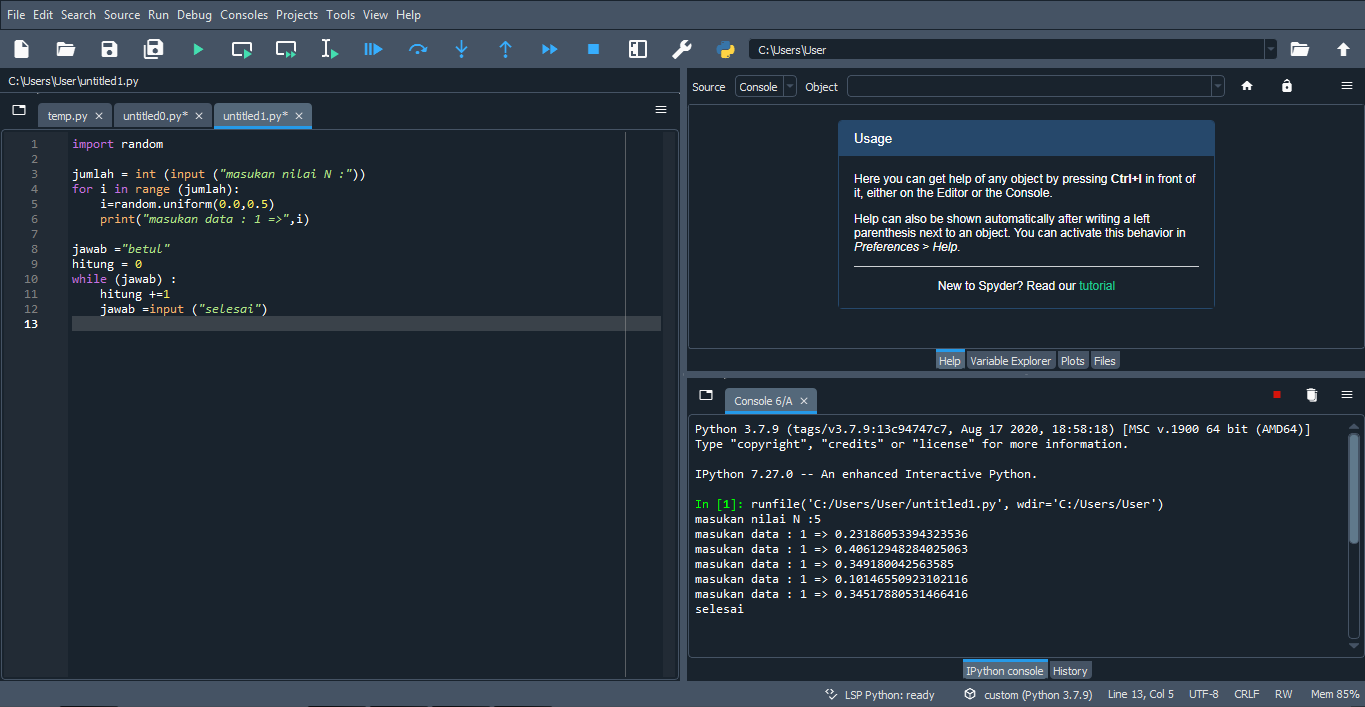 File Edit Search Source Run Debug Consoles Projects Tools View Help
C:\Users\User
C:\Users\User\untitled1.py
temp.py untitled0.py* untitled1.py*
1 import random
2
3 jumlah = int (input ("masukan nilai N :"))
4 for i in range (jumlah):
5 i=random.uniform(0.0,0.5)
6 print("masukan data : 1 =>",i)
7
8 jawab ="betul"
9 hitung = 0
10 while (jawab) :
11 hitung +=1
12 jawab =input ("selesai")
13
Source Console Object
Usage
Here you can get help of any object by pressing Ctrl+I in front of
it, either on the Editor or the Console.
Help can also be shown automatically after writing a left
parenthesis next to an object. You can activate this behavior in
Preferences > Help.
New to Spyder? Read our tutorial
Help Variable Explorer Plots Files
Console 6/A
Python 3.7.9 (tags/v3.7.9:13c94747c7, Aug 17 2020, 18:58:18) [MSC v.1900 64 bit (AMD64)]
Type "copyright", "credits" or "license" for more information.
IPython 7.27.0 -- An enhanced Interactive Python.
In [1]: runfile('C:/Users/User/untitled1.py', wdir='C:/Users/User')
masukan nilai N :5
masukan data : 1 => 0.23186053394323536
masukan data : 1 => 0.40612948284025063
masukan data : 1 => 0.349180042563585
masukan data : 1 => 0.10146550923102116
masukan data : 1 => 0.34517880531466416
selesai
IPython console History
LSP Python: ready custom (Python 3.7.9) Line 13, Col 5 UTF-8 CRLF RW Mem 85%